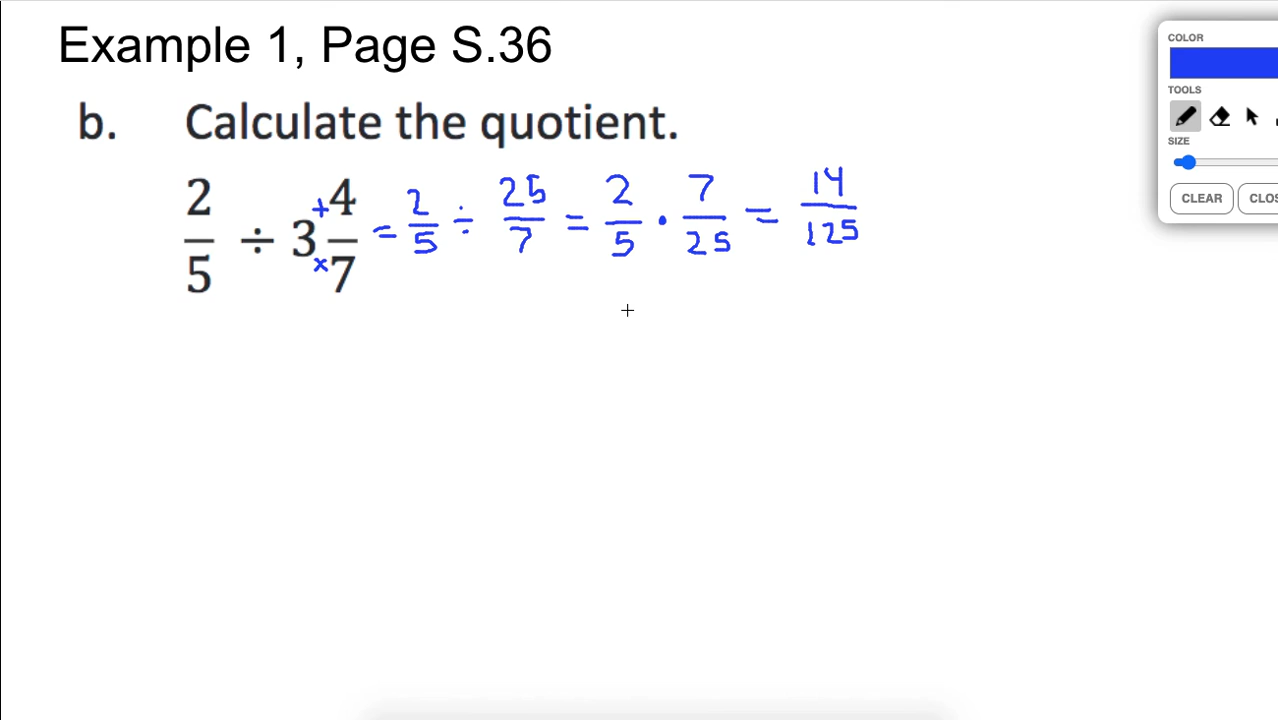 Example 1, Page S.36
COLOR
b. Calculate the quotient.
TOOLS
SIZE
2/5 ÷ 3 + 4 / × 7 = 2/5 ÷ 25/7 = 2/5 · 7/25 = 14/125
CLEAR CLOS